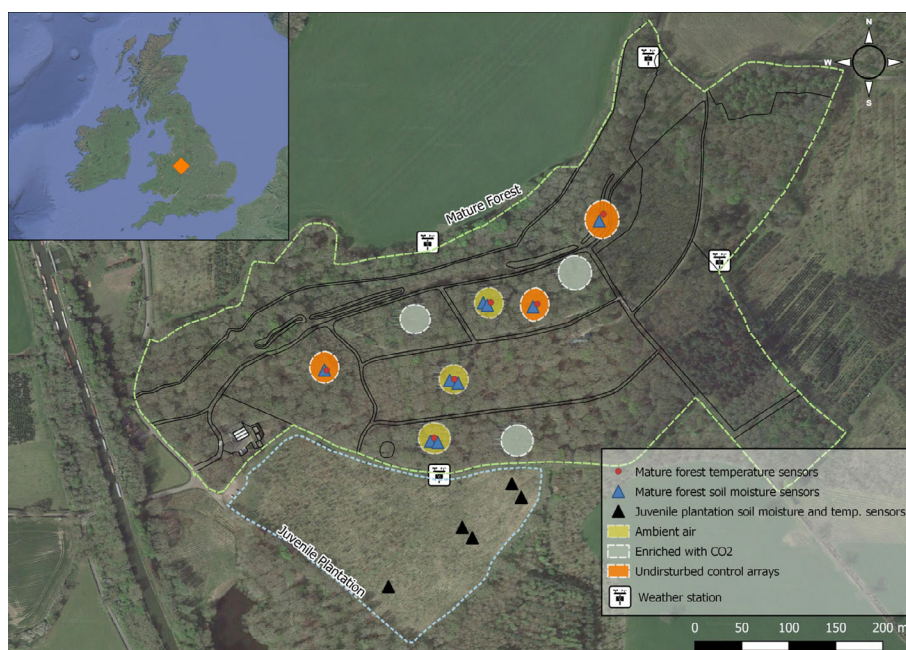 N
W
E
S
Mature Forest
Juvenile Plantation
Mature forest temperature sensors
Mature forest soil moisture sensors
Juvenile plantation soil moisture and temp. sensors
Ambient air
Enriched with CO2
Undirsturbed control arrays
Weather station
0 50 100 150 200 m